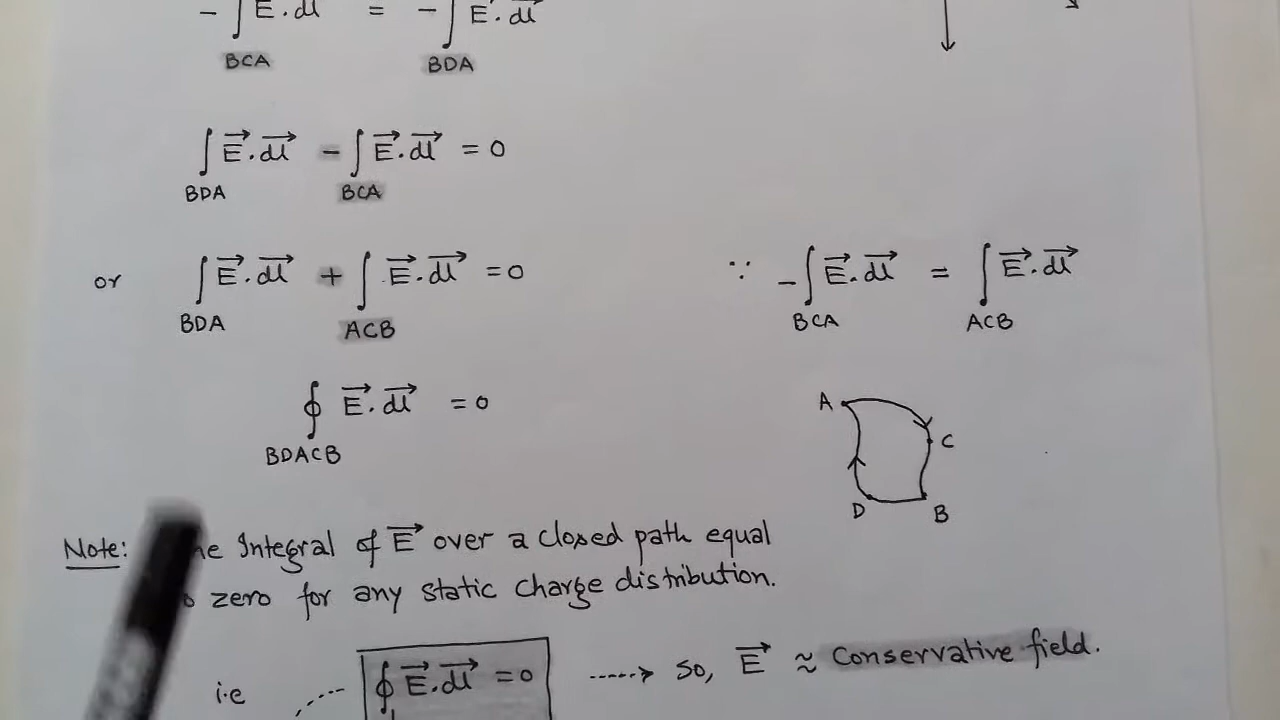 - ∫ E⃗.dl⃗ = - ∫ E⃗.dl⃗
BCA BDA
∫ E⃗.dl⃗ - ∫ E⃗.dl⃗ = 0
BDA BCA
or ∫ E⃗.dl⃗ + ∫ E⃗.dl⃗ = 0 ∵ - ∫ E⃗.dl⃗ = ∫ E⃗.dl⃗
BDA ACB BCA ACB
∮ E⃗.dl⃗ = 0
BDACB
A
C
D B
Note: Integral of E⃗ over a closed path equal
zero for any static charge distribution.
i.e ∮ E⃗.dl⃗ = 0 -----> So, E⃗ ≈ Conservative field.